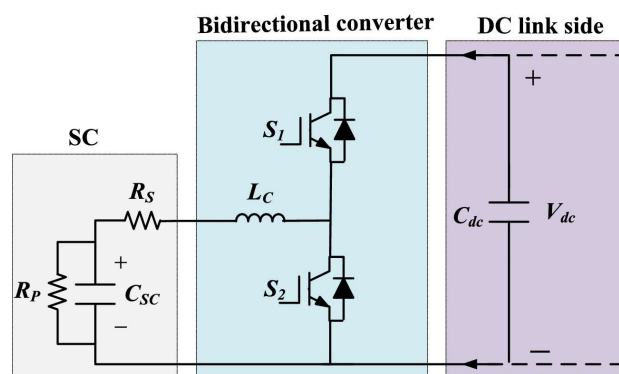 Bidirectional converter
DC link side
SC
S1
+
RS
LC
Cdc
Vdc
RP
+
CSC
−
S2
−